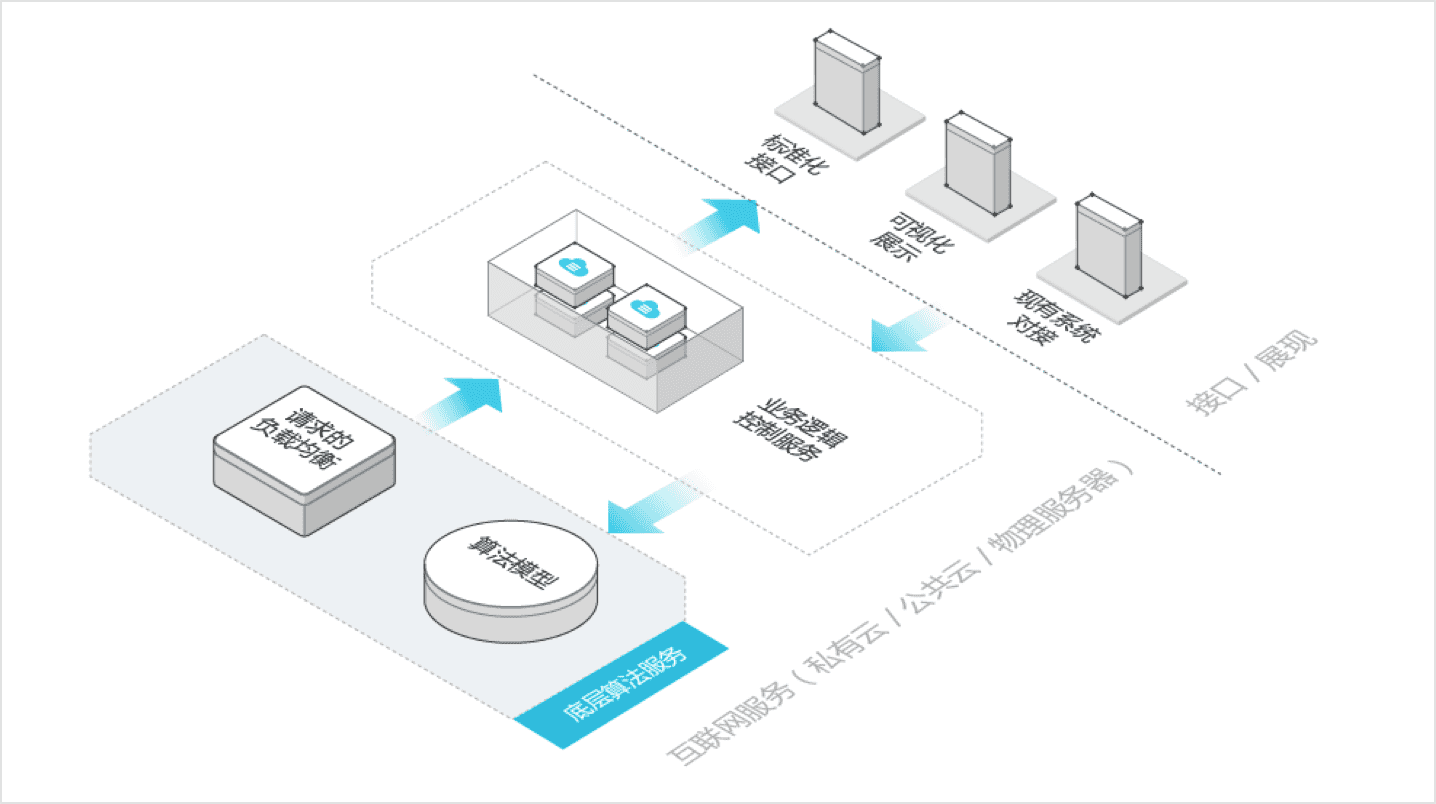 标准化
接口
可视化
展示
现有系统
对接
接口 / 展现
业务逻辑
控制服务
请求的
负载均衡
算法模型
底层算法服务
互联网服务（私有云 / 公共云 / 物理服务器）